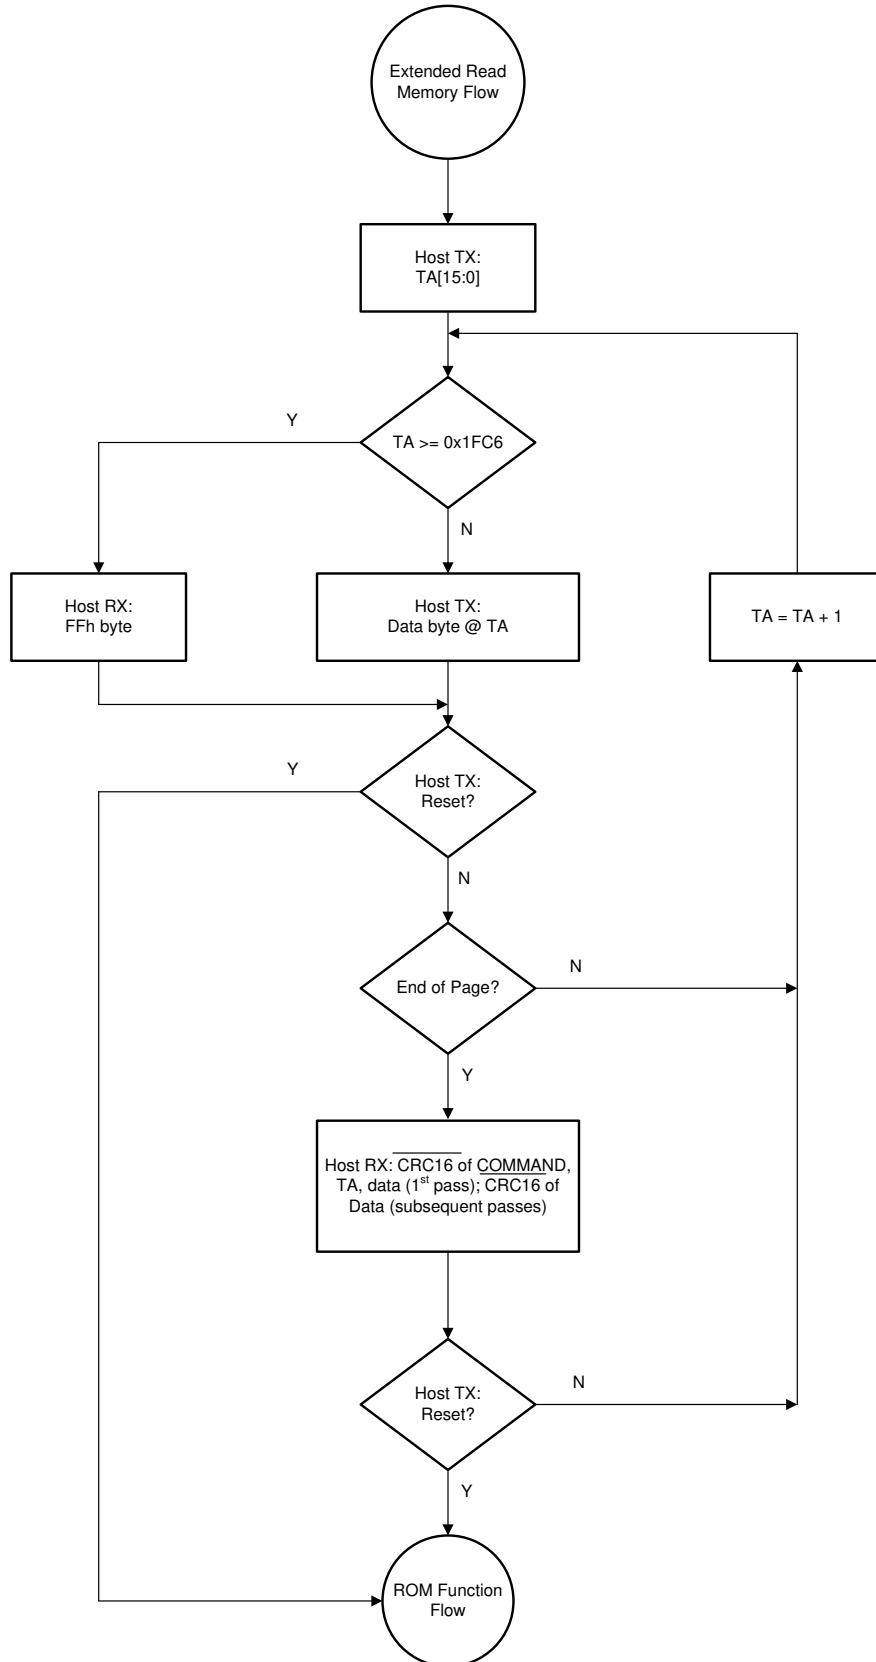 Extended Read
Memory Flow
Host TX:
TA[15:0]
Y
TA >= 0x1FC6
N
Host RX:
FFh byte
Host TX:
Data byte @ TA
TA = TA + 1
Y
Host TX:
Reset?
N
End of Page?
N
Y
Host RX: CRC16 of COMMAND,
TA, data (1st pass); CRC16 of
Data (subsequent passes)
Host TX:
Reset?
N
Y
ROM Function
Flow